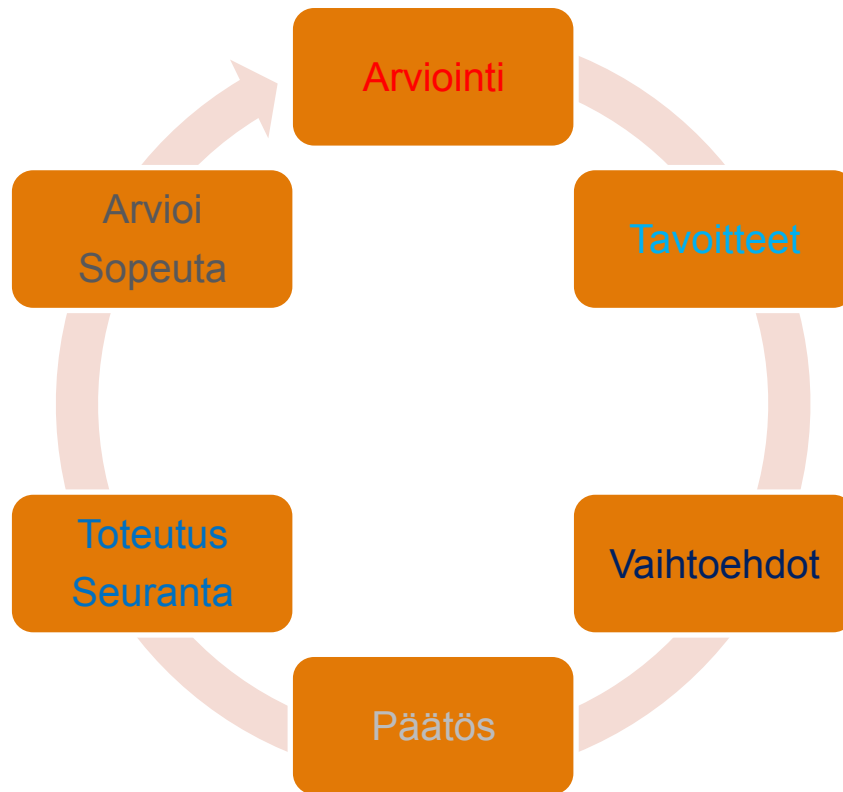 Arviointi
Tavoitteet
Vaihtoehdot
Päätös
Toteutus
Seuranta
Arvioi
Sopeuta